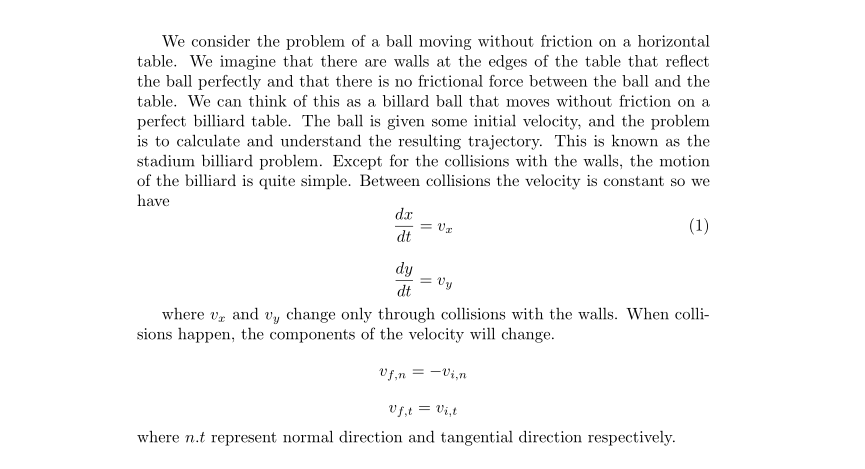 We consider the problem of a ball moving without friction on a horizontal
table. We imagine that there are walls at the edges of the table that reflect
the ball perfectly and that there is no frictional force between the ball and the
table. We can think of this as a billard ball that moves without friction on a
perfect billiard table. The ball is given some initial velocity, and the problem
is to calculate and understand the resulting trajectory. This is known as the
stadium billiard problem. Except for the collisions with the walls, the motion
of the billiard is quite simple. Between collisions the velocity is constant so we
have
dx/dt = v_x (1)
dy/dt = v_y
where v_x and v_y change only through collisions with the walls. When colli-
sions happen, the components of the velocity will change.
v_{f,n} = −v_{i,n}
v_{f,t} = v_{i,t}
where n.t represent normal direction and tangential direction respectively.